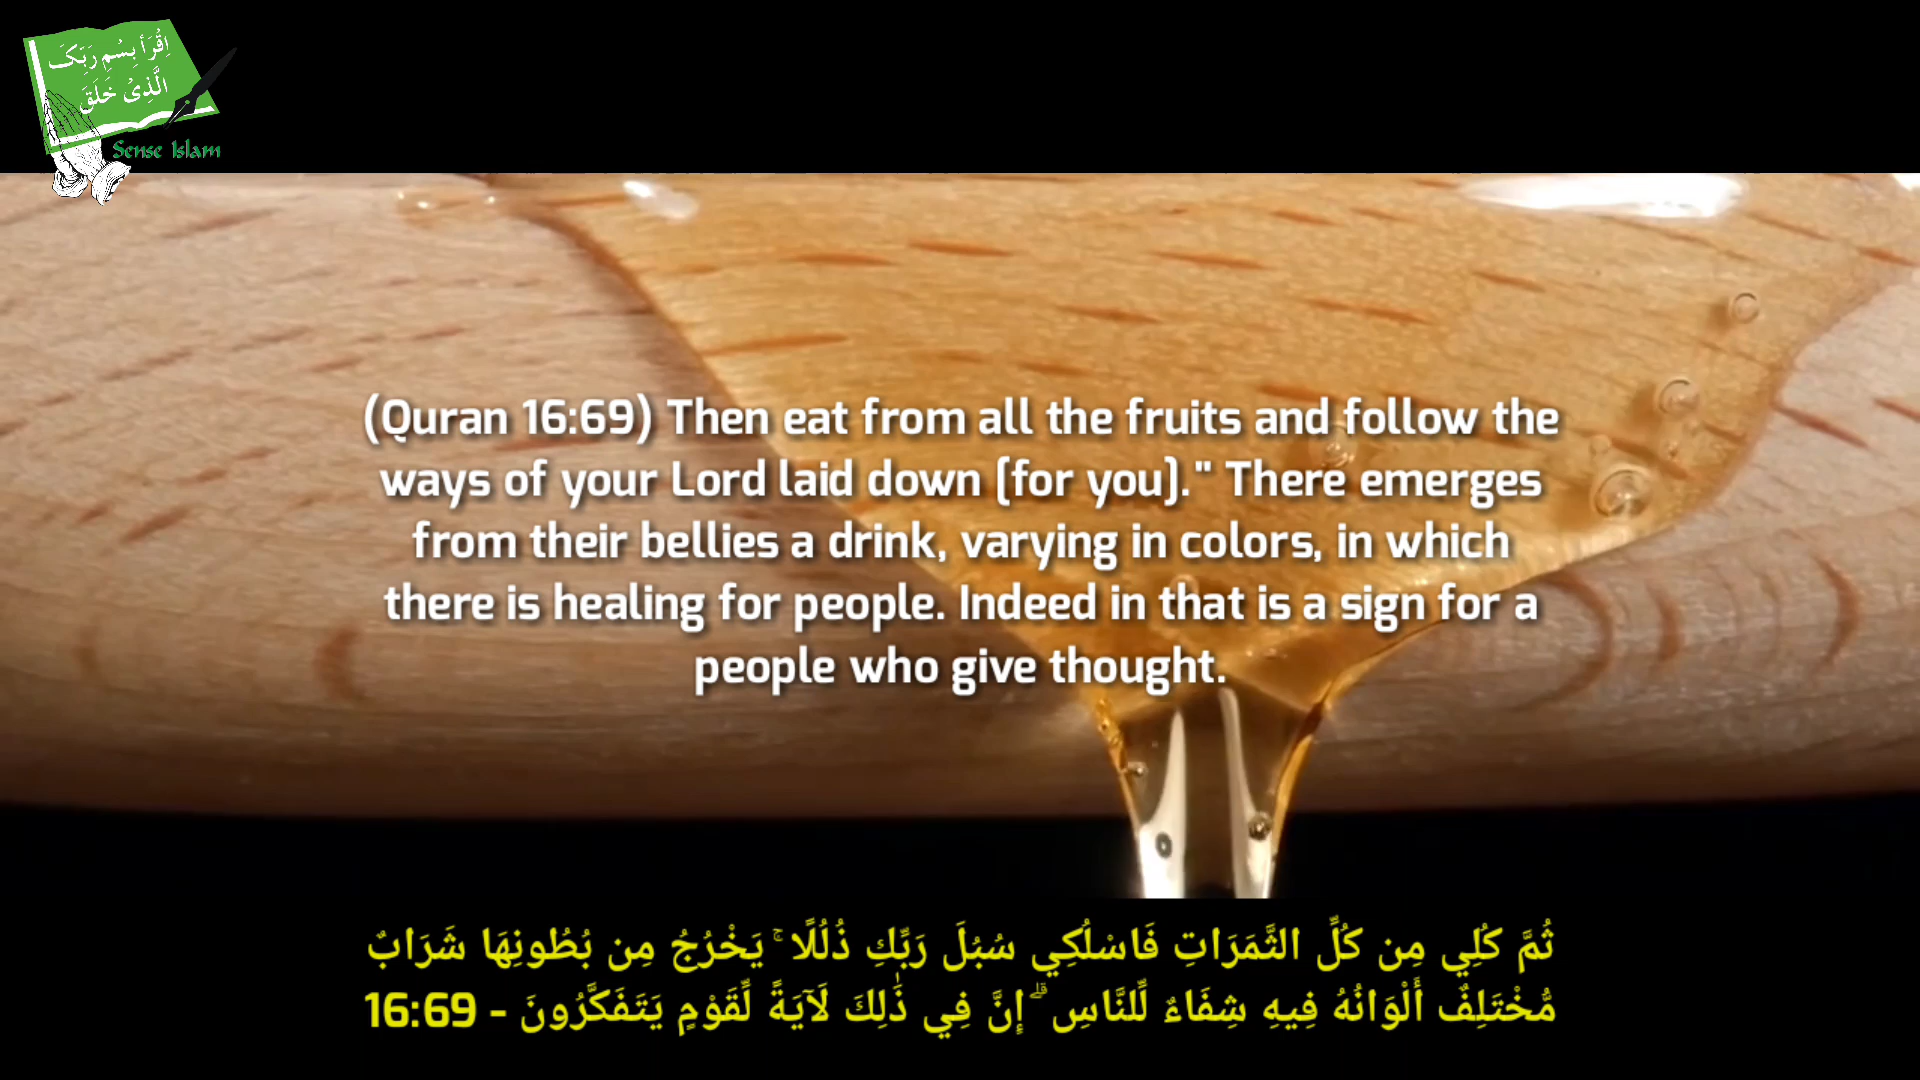 اِقْرَأ بِسْمِ رَبِّكَ
الَّذِیْ خَلَقَ
Sense Islam
(Quran 16:69) Then eat from all the fruits and follow the
ways of your Lord laid down [for you]." There emerges
from their bellies a drink, varying in colors, in which
there is healing for people. Indeed in that is a sign for a
people who give thought.
ثُمَّ كُلِي مِن كُلِّ الثَّمَرَاتِ فَاسْلُكِي سُبُلَ رَبِّكِ ذُلُلًا ۚ يَخْرُجُ مِن بُطُونِهَا شَرَابٌ
مُّخْتَلِفٌ أَلْوَانُهُ فِيهِ شِفَاءٌ لِّلنَّاسِ ۗ إِنَّ فِي ذَٰلِكَ لَآيَةً لِّقَوْمٍ يَتَفَكَّرُونَ - 16:69